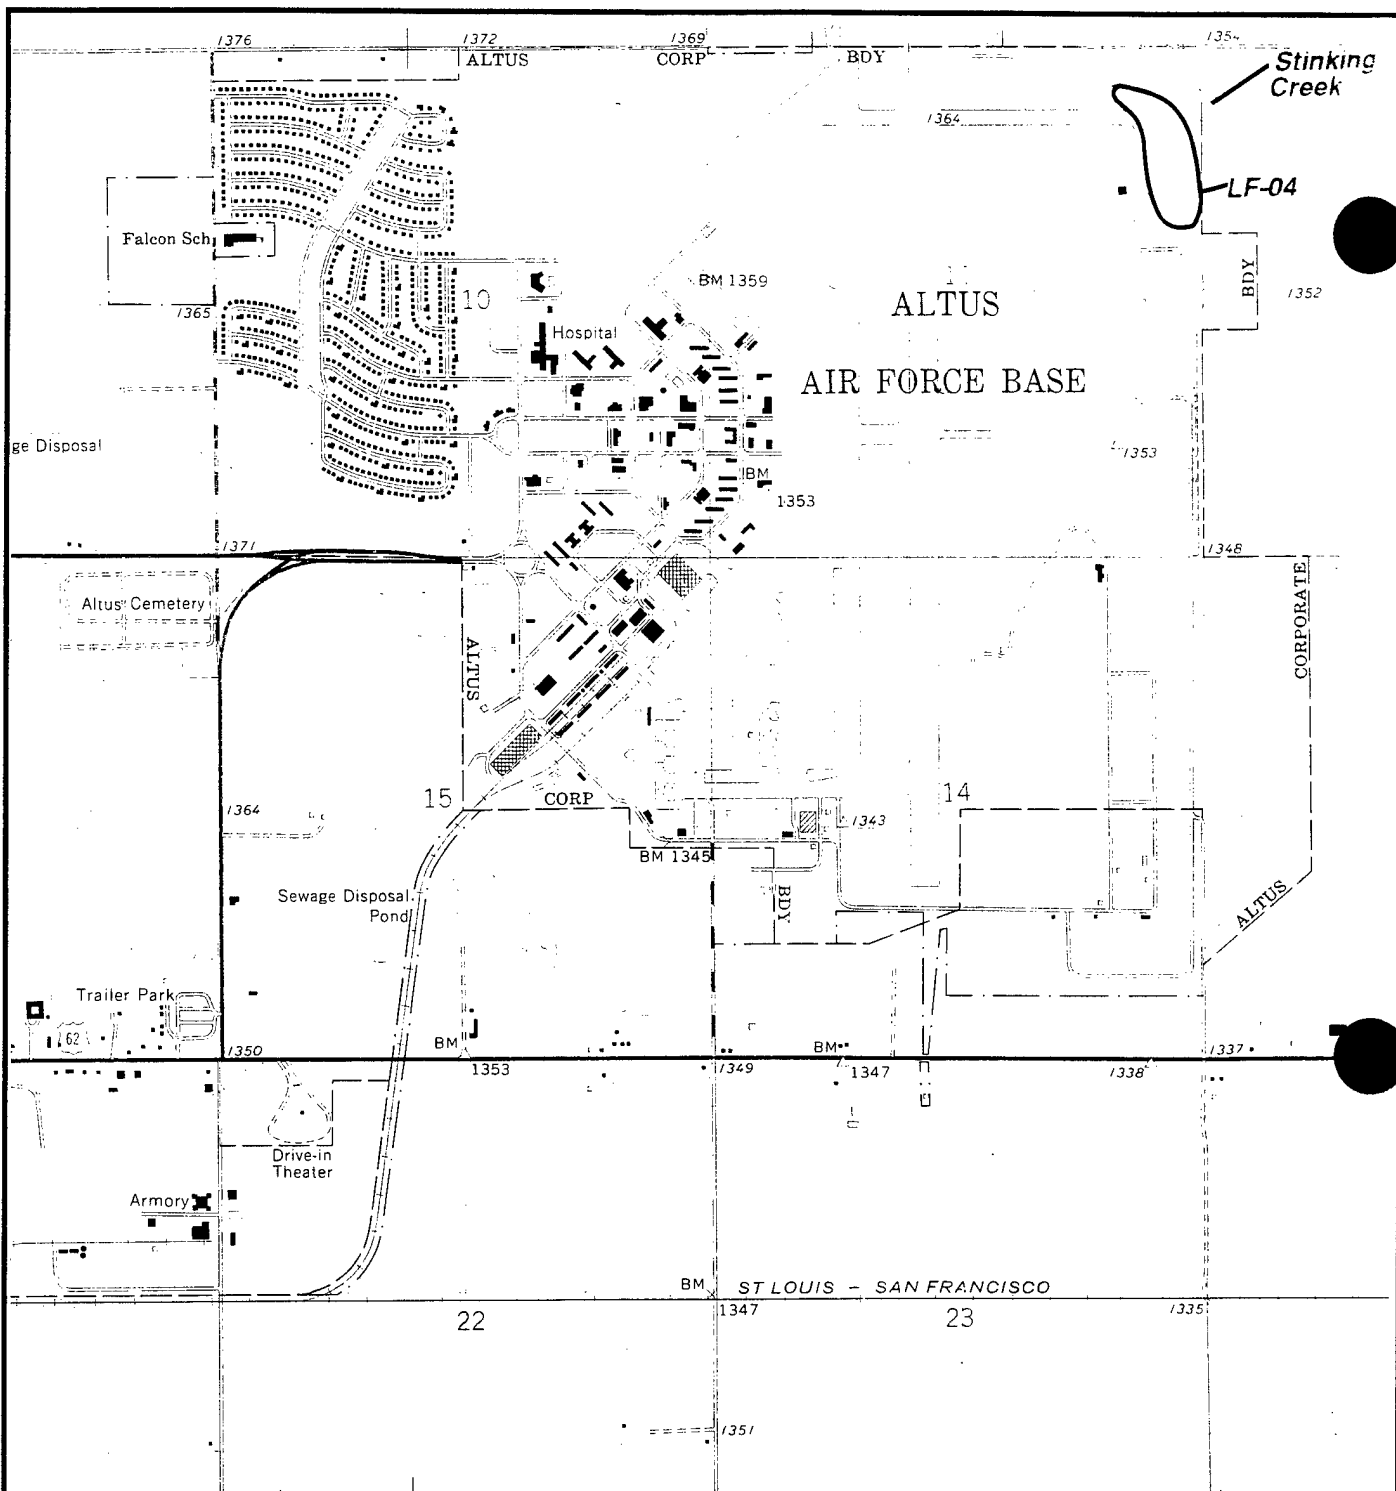 1376
1372
1369
1354
ALTUS
CORP
BDY
Stinking
Creek
1364
LF-04
Falcon Sch
BM 1359
11
BDY
1352
10
1365
Hospital
ALTUS
AIR FORCE BASE
ge Disposal
1353
BM
1353
1371
1348
Altus Cemetery
CORPORATE
ALTUS
15
CORP
14
1364
1343
BM 1345
Sewage Disposal
Pond
BDY
ALTUS
Trailer Park
62
BM
BM
1350
1353
1349
1347
1338
1337
Drive-in
Theater
Armory
BM
ST LOUIS - SAN FRANCISCO
1347
1335
22
23
1351